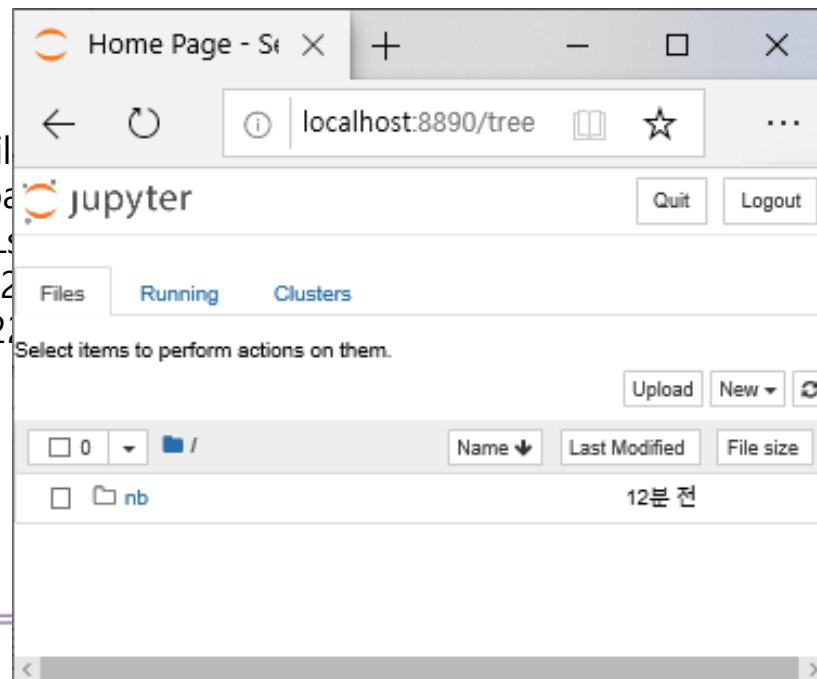 Home Page - Se
localhost:8890/tree
jupyter
Quit
Logout
Files
Running
Clusters
Select items to perform actions on them.
Upload
New
0
/
Name
Last Modified
File size
nb
12분 전